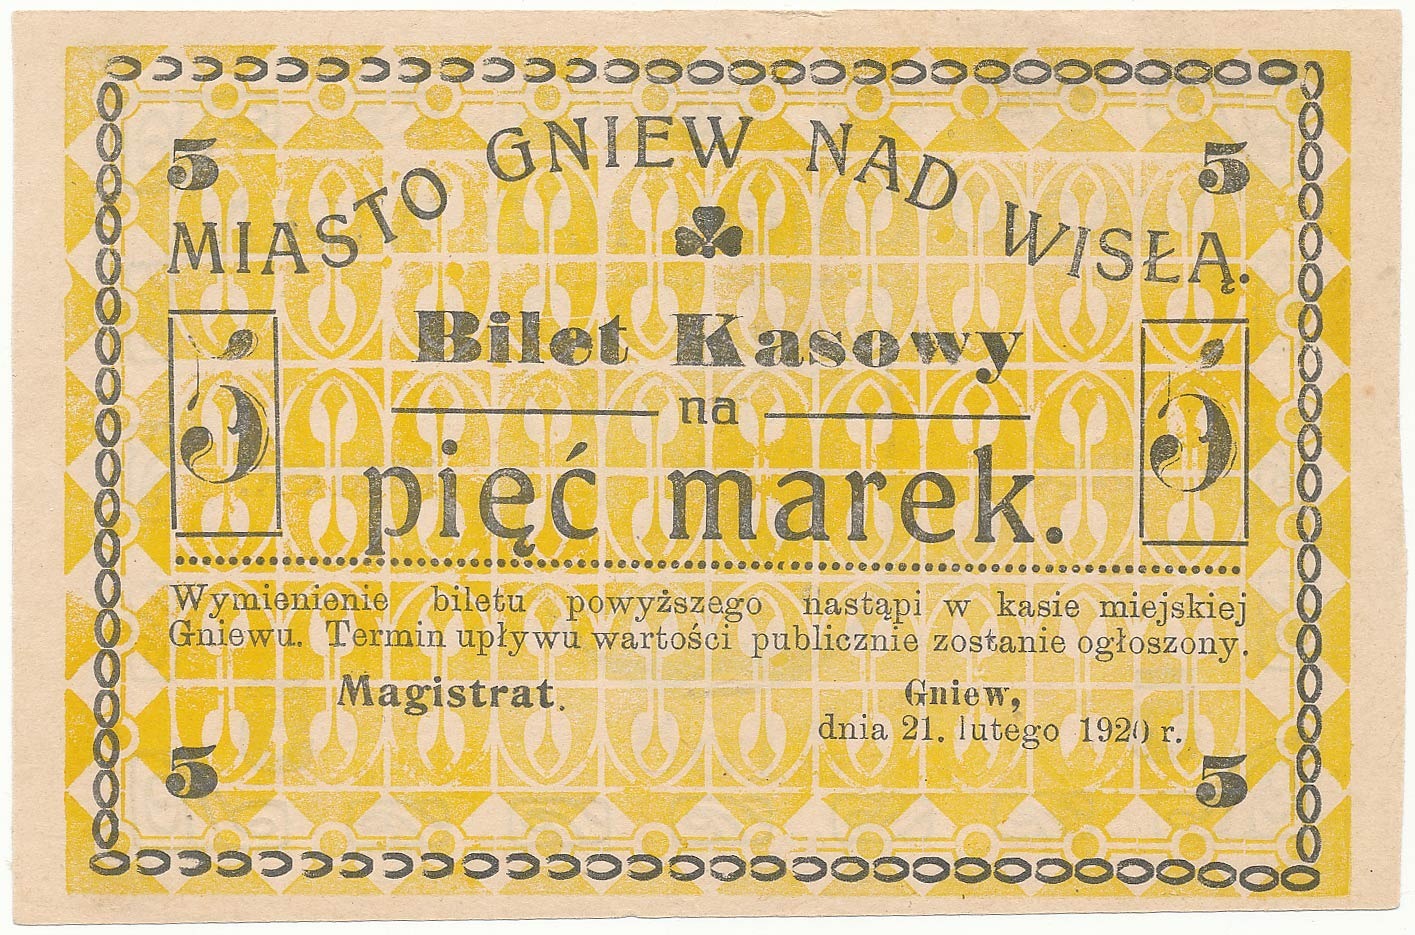 5 5
MIASTO GNIEW NAD WISŁĄ.
Bilet Kasowy
5 na 5
pięć marek.
Wymienienie biletu powyższego nastąpi w kasie miejskiej
Gniewu. Termin upływu wartości publicznie zostanie ogłoszony.
Magistrat. Gniew,
dnia 21. lutego 1920 r.
5 5